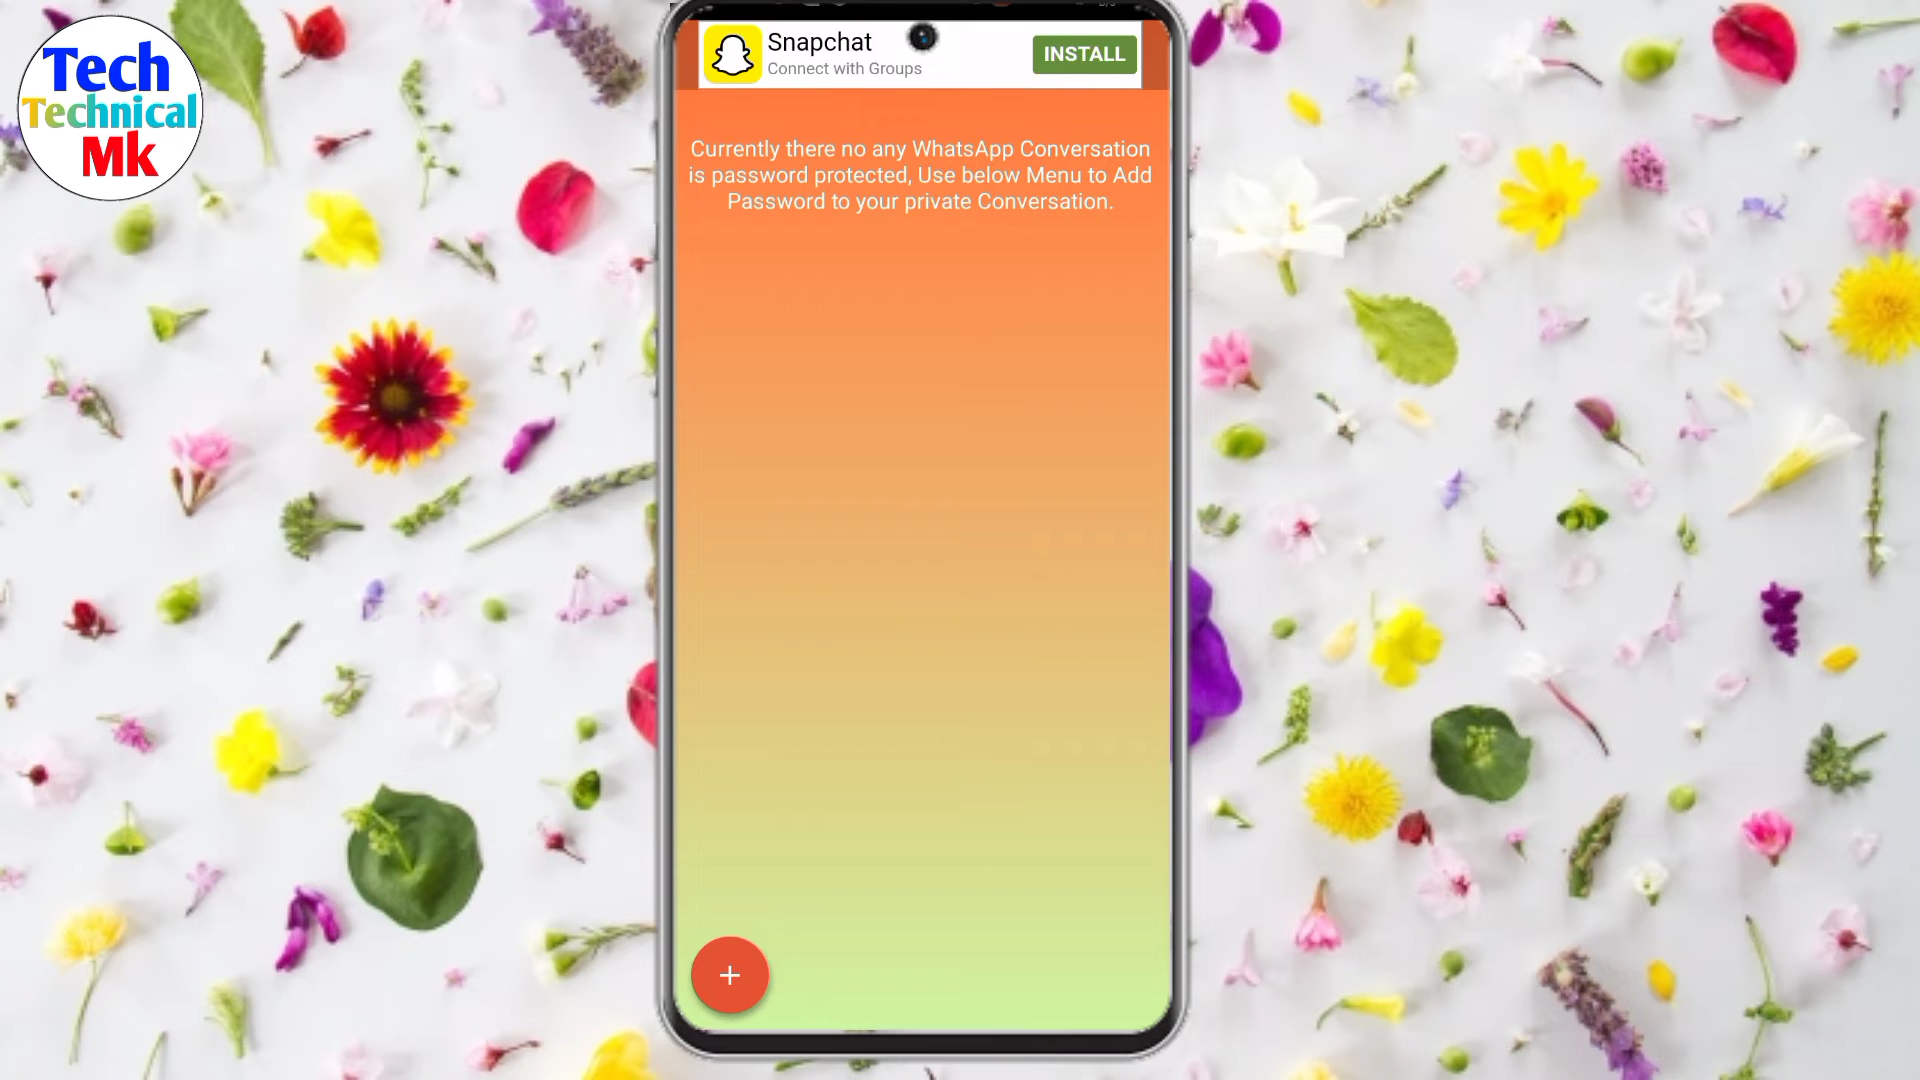 Tech
Technical
Mk
Snapchat
Connect with Groups
INSTALL
Currently there no any WhatsApp Conversation
is password protected, Use below Menu to Add
Password to your private Conversation.
+